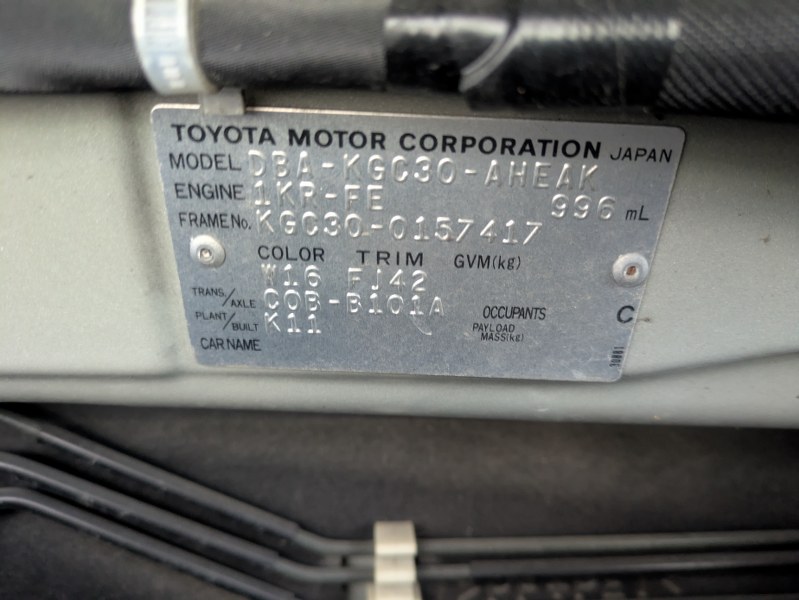 TOYOTA MOTOR CORPORATION JAPAN
MODEL DBA-KGC30-AHEAK
ENGINE 1KR-FE 996 mL
FRAME No. KGC30-0157417
COLOR TRIM GVM(kg)
W16 FJ42
TRANS./AXLE COB-B101A OCCUPANTS C
PLANT/BUILT K11 PAYLOAD MASS(kg)
CAR NAME